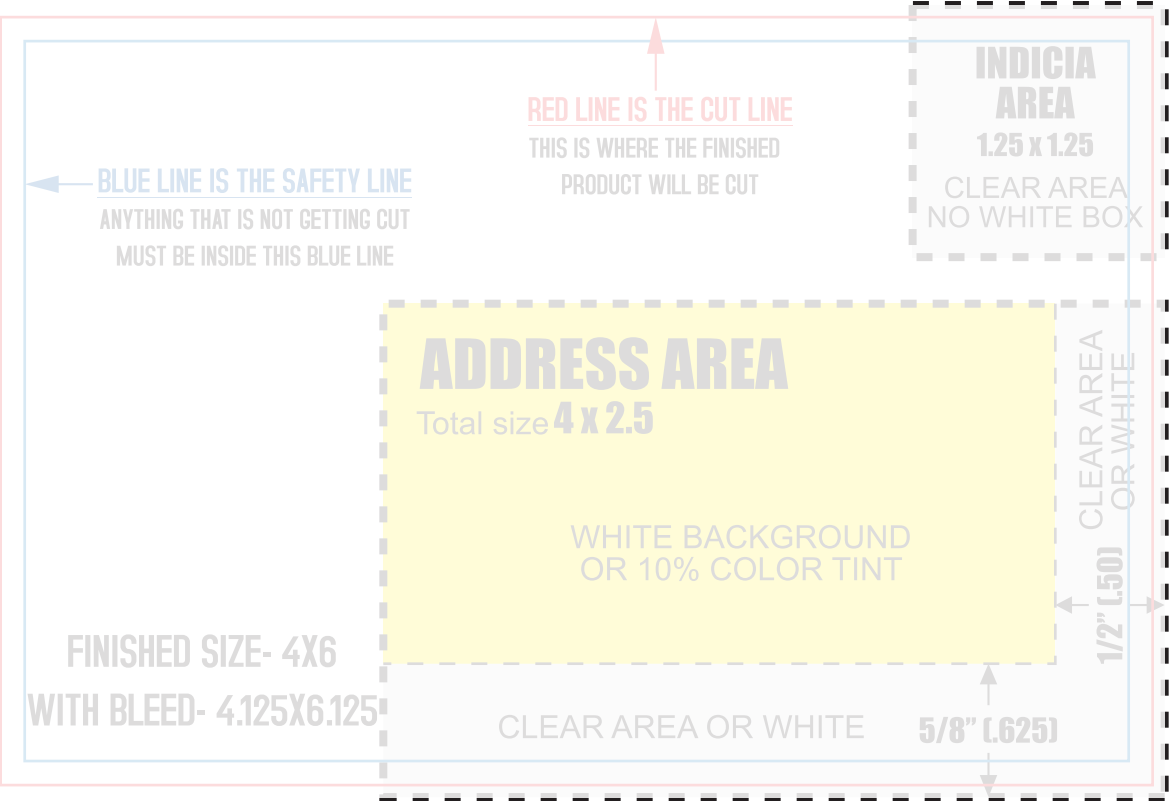 INDICIA
AREA
1.25 x 1.25
CLEAR AREA
NO WHITE BOX
RED LINE IS THE CUT LINE
THIS IS WHERE THE FINISHED
PRODUCT WILL BE CUT
BLUE LINE IS THE SAFETY LINE
ANYTHING THAT IS NOT GETTING CUT
MUST BE INSIDE THIS BLUE LINE
ADDRESS AREA
Total size 4 x 2.5
WHITE BACKGROUND
OR 10% COLOR TINT
CLEAR AREA
OR WHITE
1/2” (.50)
FINISHED SIZE- 4X6
WITH BLEED- 4.125X6.125
CLEAR AREA OR WHITE
5/8” (.625)